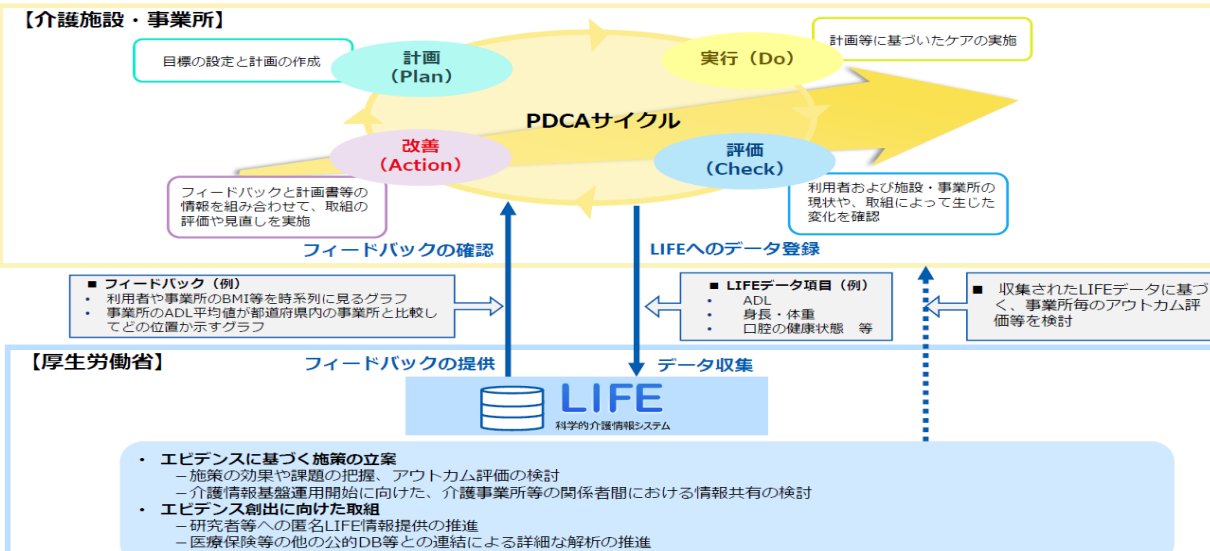 【介護施設・事業所】
目標の設定と計画の作成
計画
（Plan）
実行（Do）
計画等に基づいたケアの実施
PDCAサイクル
改善
（Action）
評価
（Check）
フィードバックと計画書等の
情報を組み合わせて、取組の
評価や見直しを実施
利用者および施設・事業所の
現状や、取組によって生じた
変化を確認
フィードバックの確認
LIFEへのデータ登録
■ フィードバック（例）
• 利用者や事業所のBMI等を時系列に見るグラフ
• 事業所のADL平均値が都道府県内の事業所と比較し
てどの位置か示すグラフ
■ LIFEデータ項目（例）
• ADL
• 身長・体重
• 口腔の健康状態　等
■ 収集されたLIFEデータに基づ
く、事業所毎のアウトカム評
価等を検討
【厚生労働省】
フィードバックの提供
データ収集
LIFE
科学的介護情報システム
• エビデンスに基づく施策の立案
－施策の効果や課題の把握、アウトカム評価の検討
－介護情報基盤運用開始に向けた、介護事業所等の関係者間における情報共有の検討
• エビデンス創出に向けた取組
－研究者等への匿名LIFE情報提供の推進
－医療保険等の他の公的DB等との連結による詳細な解析の推進